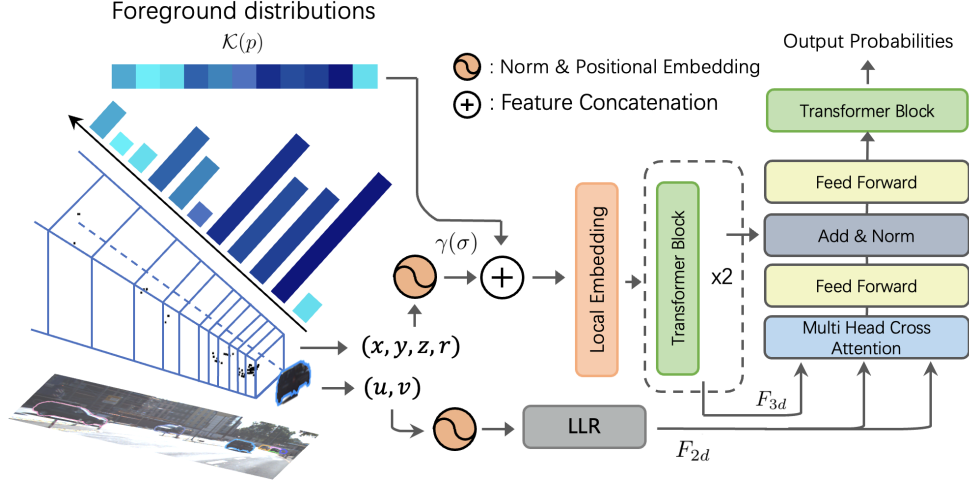 Foreground distributions
𝒦(p)
: Norm & Positional Embedding
: Feature Concatenation
γ(σ)
(x, y, z, r)
(u, v)
LLR
Local Embedding
Transformer Block
x2
F3d
F2d
Output Probabilities
Transformer Block
Feed Forward
Add & Norm
Feed Forward
Multi Head Cross
Attention